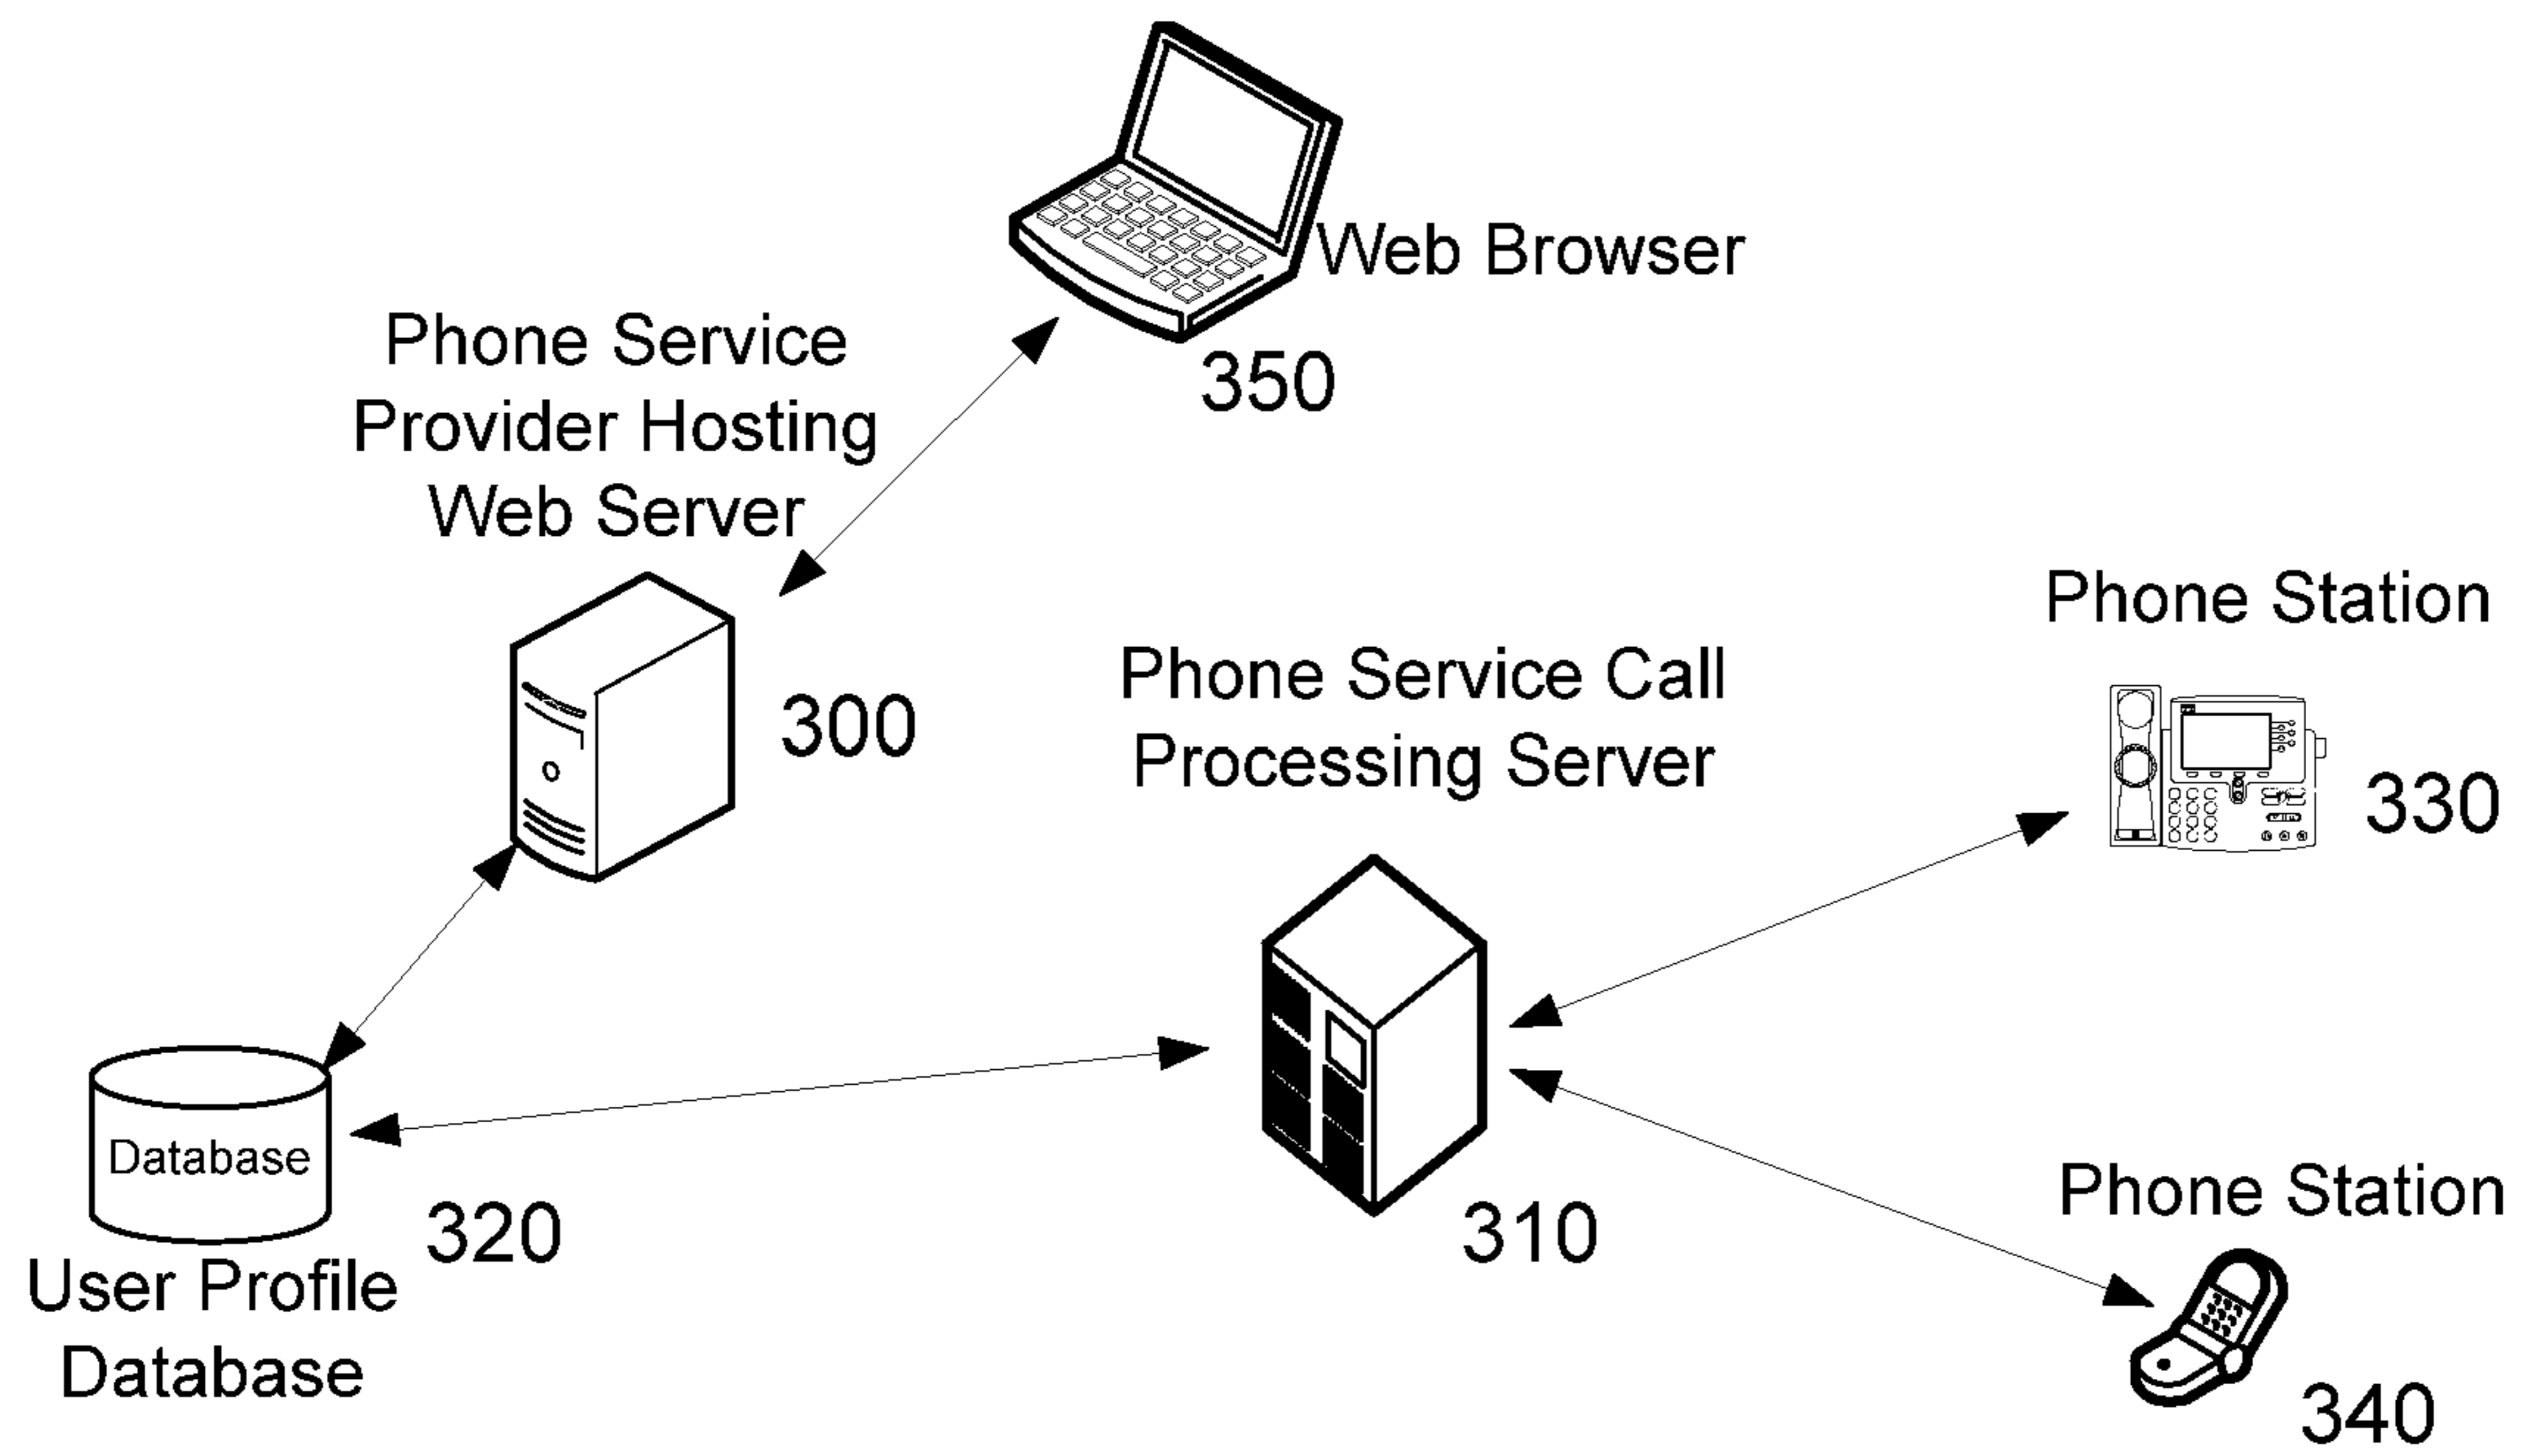 Web Browser
350
Phone Service
Provider Hosting
Web Server
300
Phone Service Call
Processing Server
310
Phone Station
330
Database
320
User Profile
Database
Phone Station
340